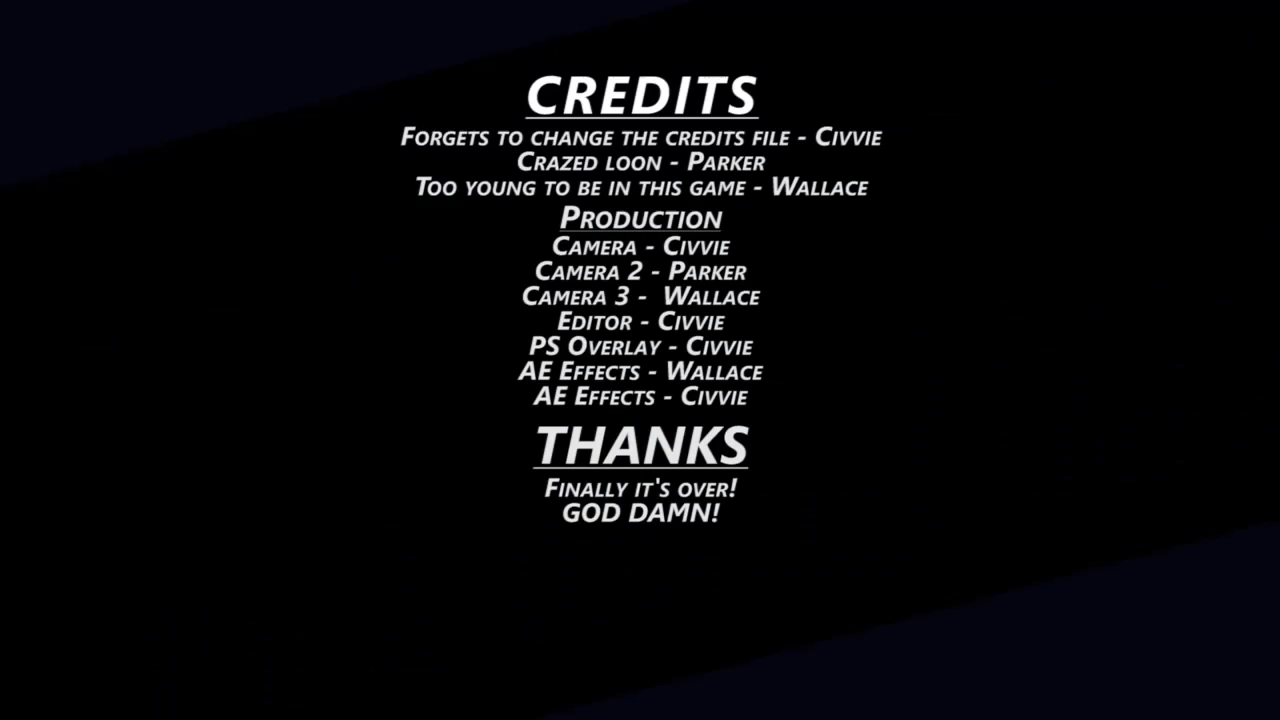 CREDITS
FORGETS TO CHANGE THE CREDITS FILE - CIVVIE
CRAZED LOON - PARKER
TOO YOUNG TO BE IN THIS GAME - WALLACE
PRODUCTION
CAMERA - CIVVIE
CAMERA 2 - PARKER
CAMERA 3 - WALLACE
EDITOR - CIVVIE
PS OVERLAY - CIVVIE
AE EFFECTS - WALLACE
AE EFFECTS - CIVVIE
THANKS
FINALLY IT'S OVER!
GOD DAMN!